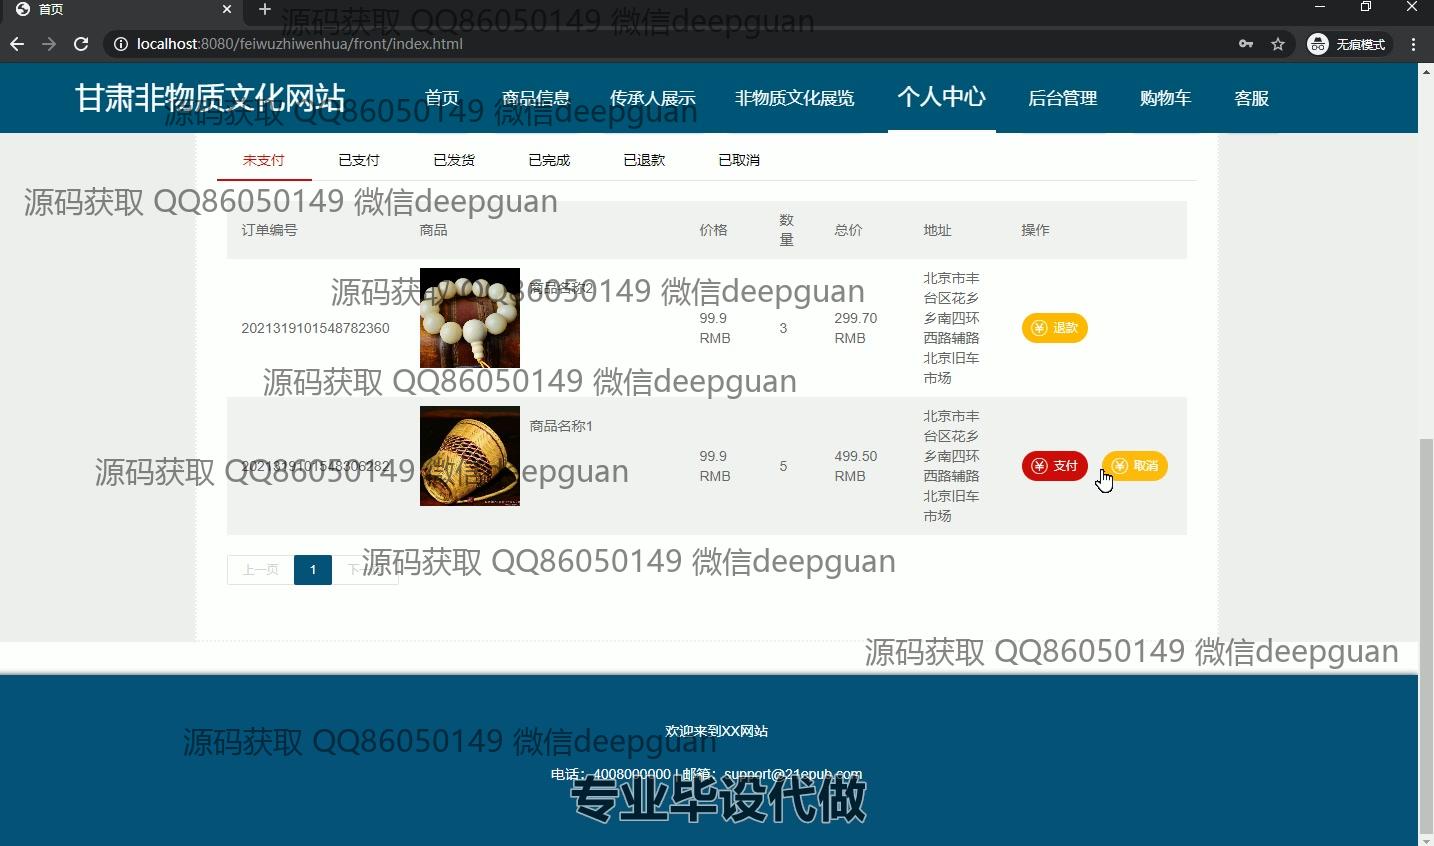 首页
源码获取 QQ86050149 微信deepguan
localhost:8080/feiwuzhiwenhua/front/index.html
无痕模式
甘肃非物质文化网站
首页 商品信息 传承人展示 非物质文化展览 个人中心 后台管理 购物车 客服
源码获取 QQ86050149 微信deepguan
未支付 已支付 已发货 已完成 已退款 已取消
源码获取 QQ86050149 微信deepguan
订单编号 商品 价格 数量 总价 地址 操作
源码获取 QQ86050149 微信deepguan
2021319101548782360 商品名称2 99.9 RMB 3 299.70 RMB 北京市丰台区花乡乡南四环西路辅路北京旧车市场 退款
源码获取 QQ86050149 微信deepguan
2021319101548306282 商品名称1 99.9 RMB 5 499.50 RMB 北京市丰台区花乡乡南四环西路辅路北京旧车市场 支付 取消
源码获取 QQ86050149 微信deepguan
上一页 1 下一页
源码获取 QQ86050149 微信deepguan
源码获取 QQ86050149 微信deepguan
欢迎来到XX网站
源码获取 QQ86050149 微信deepguan
电话：4008000000 | 邮箱：support@21epub.com
专业毕设代做